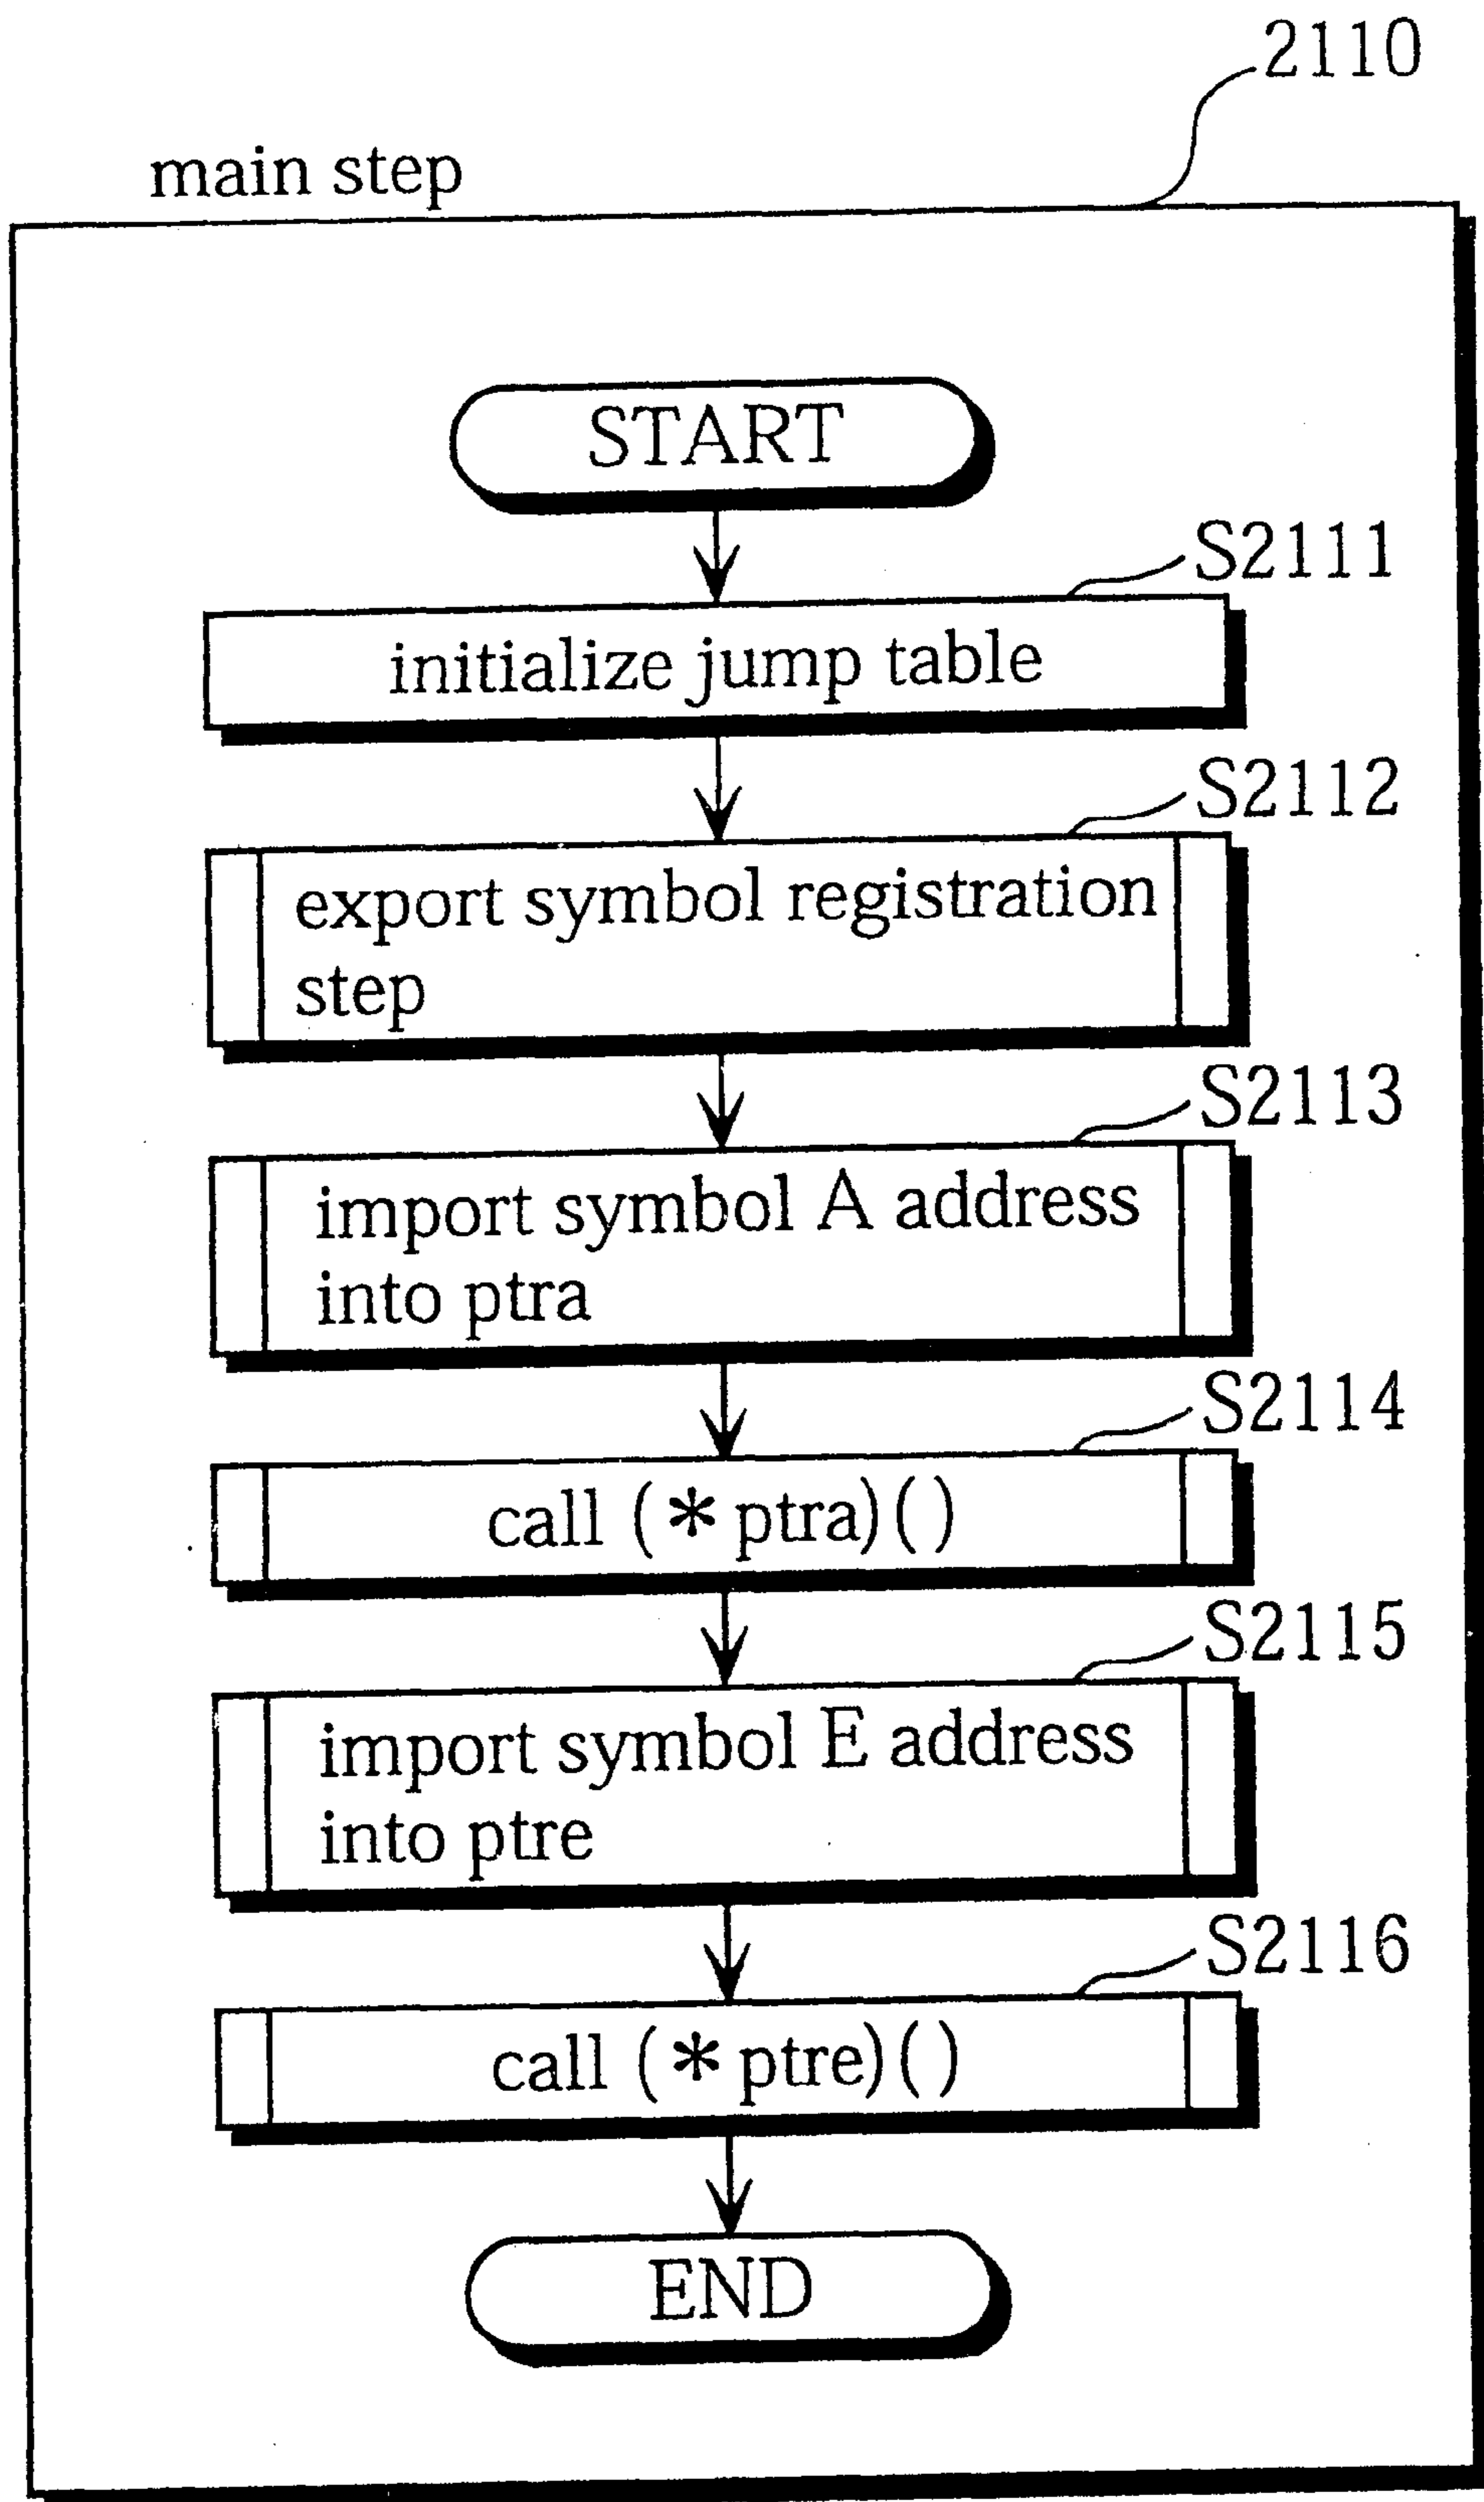 2110
main step
START
S2111
initialize jump table
S2112
export symbol registration
step
S2113
import symbol A address
into ptra
S2114
call (*ptra)()
S2115
import symbol E address
into ptre
S2116
call (*ptre)()
END